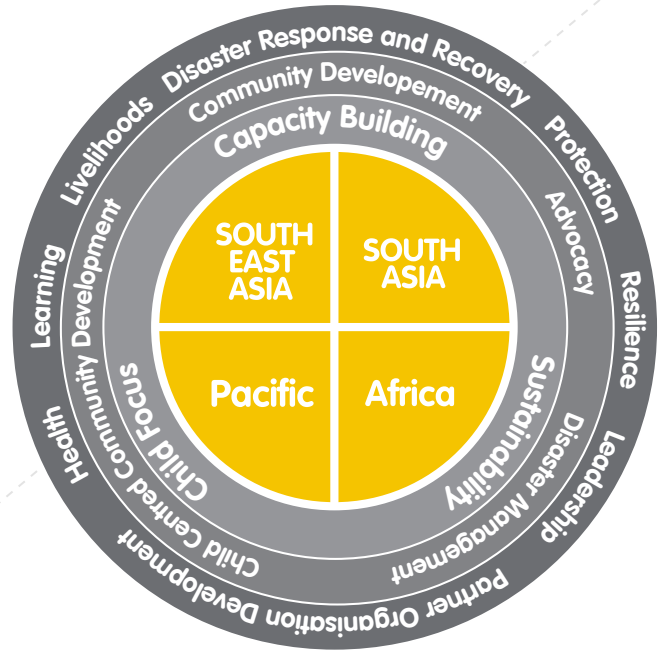 Disaster Response and Recovery
Protection
Resilience
Leadership
Partner Organisation Development
Health
Learning
Livelihoods
Community Developement
Advocacy
Disaster Management
Child Centred Community Development
Capacity Building
Sustainability
Child Focus
SOUTH
EAST
ASIA
SOUTH
ASIA
Pacific
Africa